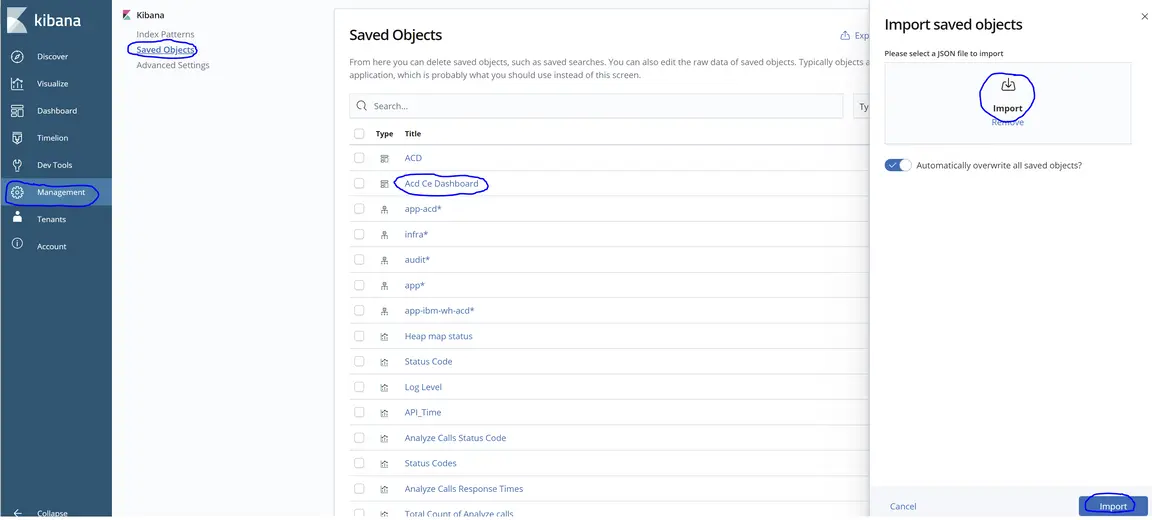 kibana
Discover
Visualize
Dashboard
Timelion
Dev Tools
Management
Tenants
Account
Collapse
Kibana
Index Patterns
Saved Objects
Advanced Settings
Saved Objects
Exp
From here you can delete saved objects, such as saved searches. You can also edit the raw data of saved objects. Typically objects a
application, which is probably what you should use instead of this screen.
Search...
Ty
Type Title
ACD
Acd Ce Dashboard
app-acd*
infra*
audit*
app*
app-ibm-wh-acd*
Heap map status
Status Code
Log Level
API_Time
Analyze Calls Status Code
Status Codes
Analyze Calls Response Times
Total Count of Analyze calls
Import saved objects
Please select a JSON file to import
Import
Remove
Automatically overwrite all saved objects?
Cancel
Import